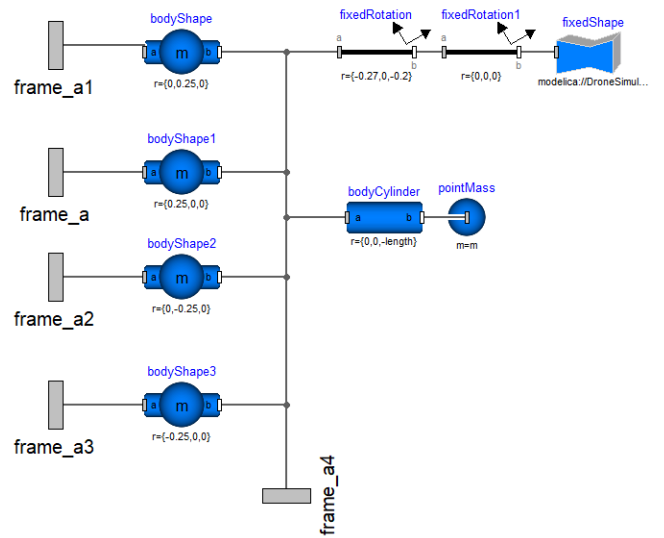 bodyShape
a m b
r={0,0.25,0}
frame_a1
fixedRotation
a
b
r={-0.27,0,-0.2}
fixedRotation1
a
b
r={0,0,0}
fixedShape
modelica://DroneSimul...
bodyShape1
a m b
r={0.25,0,0}
frame_a
bodyCylinder
a b
r={0,0,-length}
pointMass
m=m
bodyShape2
a m b
r={0,-0.25,0}
frame_a2
bodyShape3
a m b
r={-0.25,0,0}
frame_a3
frame_a4